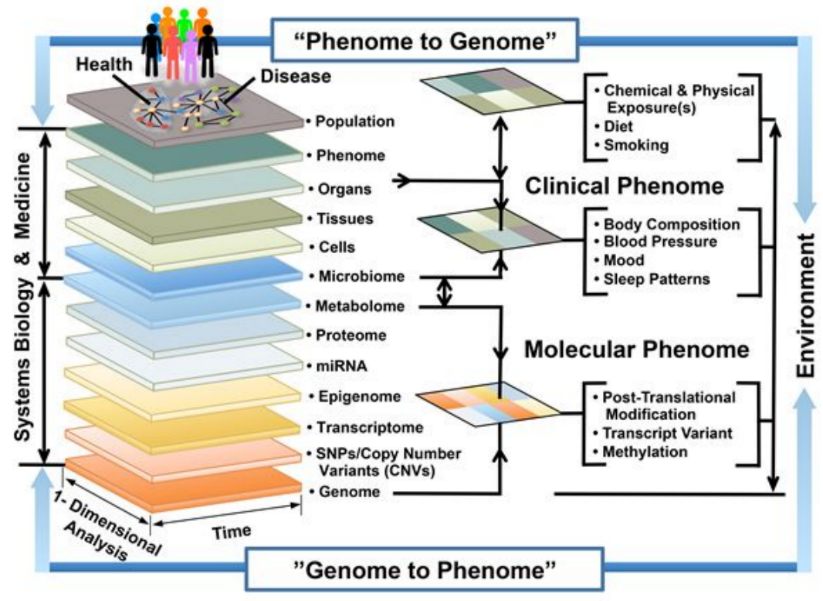 “Phenome to Genome”
Health
Disease
• Population
• Phenome
• Organs
• Tissues
• Cells
• Microbiome
• Metabolome
• Proteome
• miRNA
• Epigenome
• Transcriptome
• SNPs/Copy Number
Variants (CNVs)
• Genome
Systems Biology & Medicine
1- Dimensional
Analysis
Time
• Chemical & Physical
Exposure(s)
• Diet
• Smoking
Clinical Phenome
• Body Composition
• Blood Pressure
• Mood
• Sleep Patterns
Molecular Phenome
• Post-Translational
Modification
• Transcript Variant
• Methylation
Environment
”Genome to Phenome”